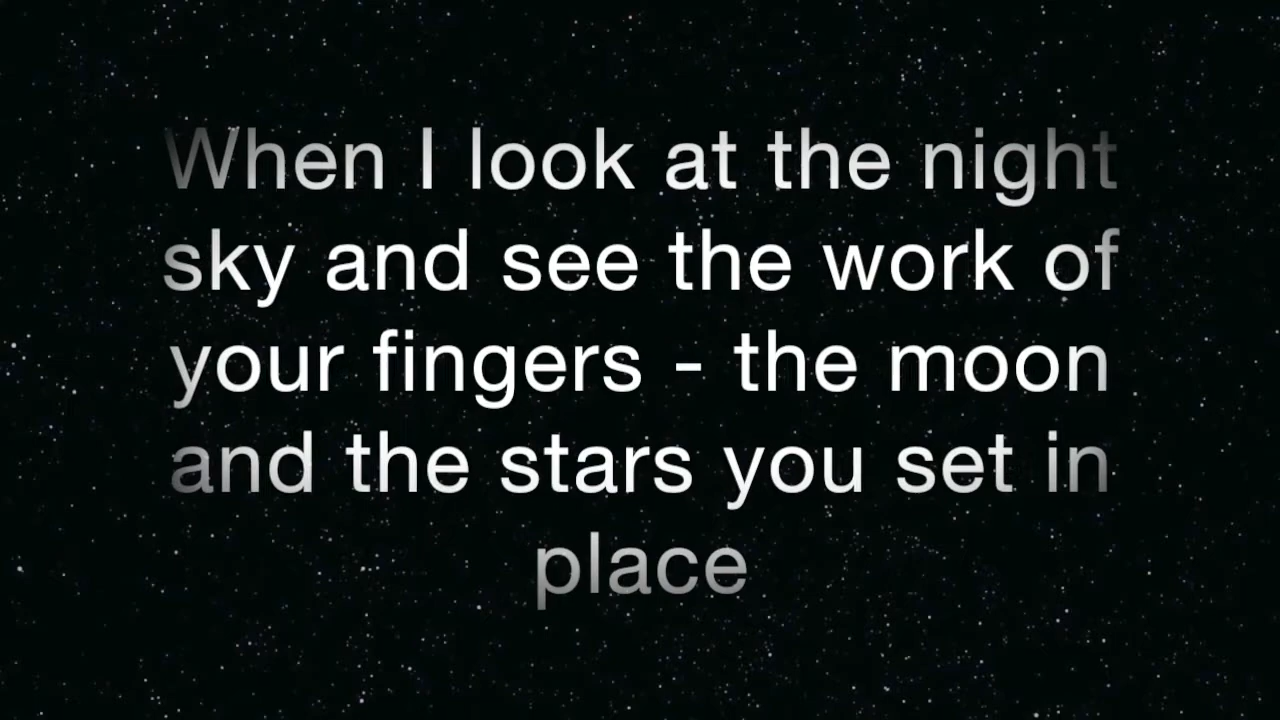 When I look at the night
sky and see the work of
your fingers - the moon
and the stars you set in
place